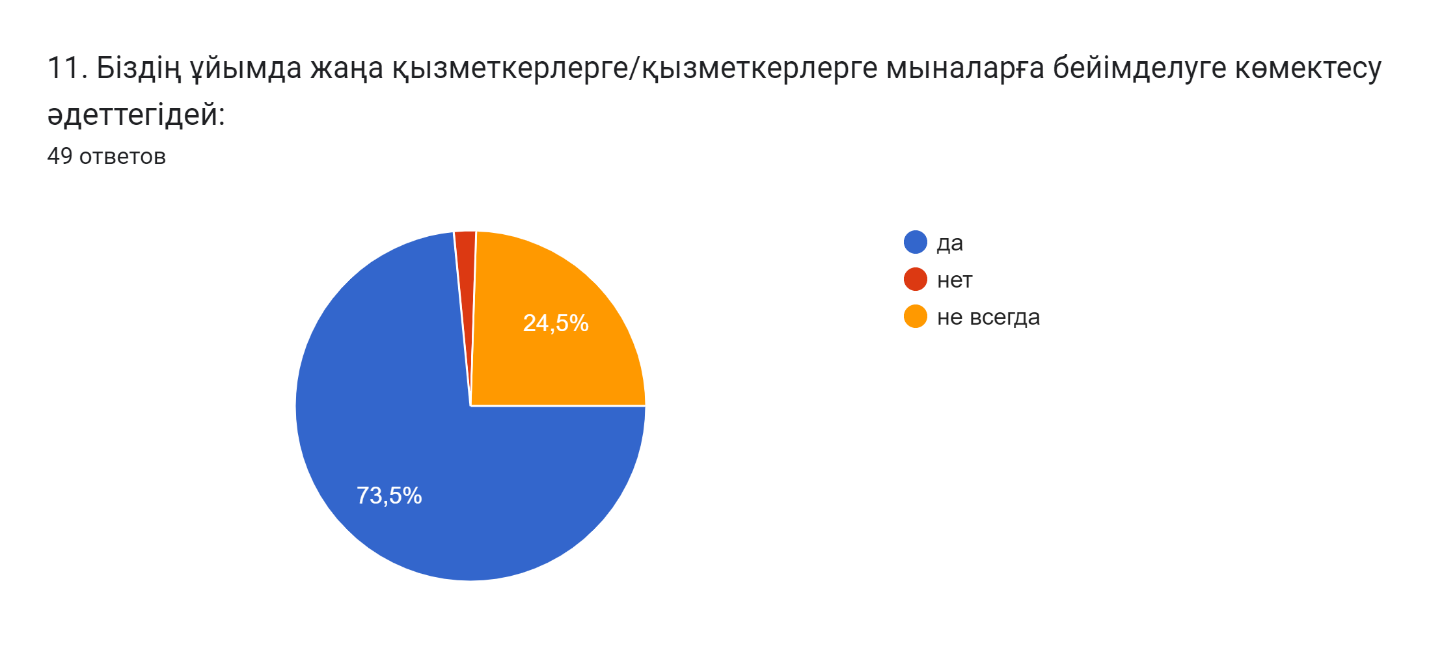 11. Біздің ұйымда жаңа қызметкерлерге/қызметкерлерге мыналарға бейімделуге көмектесу
әдеттегідей:
49 ответов
да
нет
не всегда
24,5%
73,5%